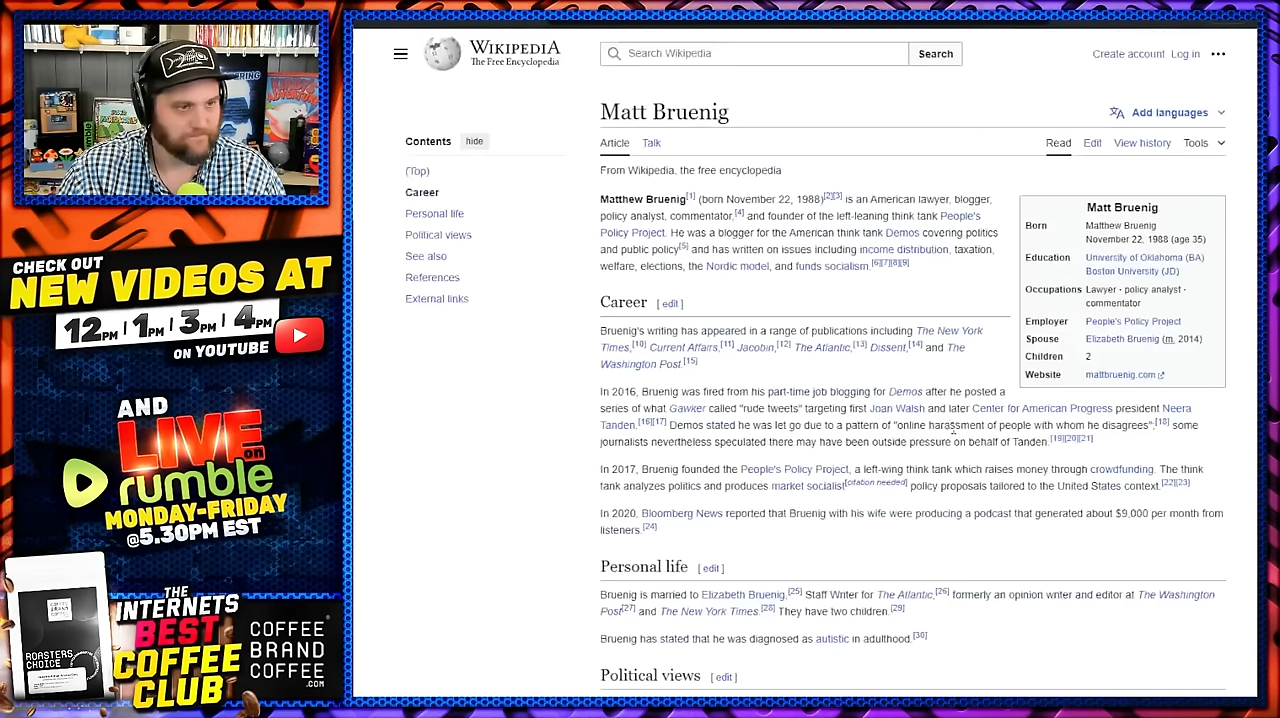 CHECK OUT
NEW VIDEOS AT
12PM | 1PM | 3PM | 4PM
ON YOUTUBE
AND
LIVE on
rumble
MONDAY-FRIDAY
@5.30PM EST
THE
INTERNETS
BEST
COFFEE
CLUB
COFFEE
BRAND
COFFEE
.COM
COFFEE
BRAND
COFFEE
ROASTERS
CHOICE
WIKIPEDIA
The Free Encyclopedia
Search Wikipedia
Search
Create account Log in
Contents hide
(Top)
Career
Personal life
Political views
See also
References
External links
Matt Bruenig
Add languages
Article Talk
Read Edit View history Tools
From Wikipedia, the free encyclopedia
Matthew Bruenig[1] (born November 22, 1988)[2][3] is an American lawyer, blogger,
policy analyst, commentator,[4] and founder of the left-leaning think tank People's
Policy Project. He was a blogger for the American think tank Demos covering politics
and public policy[5] and has written on issues including income distribution, taxation,
welfare, elections, the Nordic model, and funds socialism.[6][7][8][9]
Matt Bruenig
Born Matthew Bruenig
November 22, 1988 (age 35)
Education University of Oklahoma (BA)
Boston University (JD)
Occupations Lawyer · policy analyst ·
commentator
Employer People's Policy Project
Spouse Elizabeth Bruenig (m. 2014)
Children 2
Website mattbruenig.com
Career [ edit ]
Bruenig's writing has appeared in a range of publications including The New York
Times,[10] Current Affairs,[11] Jacobin,[12] The Atlantic,[13] Dissent,[14] and The
Washington Post.[15]
In 2016, Bruenig was fired from his part-time job blogging for Demos after he posted a
series of what Gawker called "rude tweets" targeting first Joan Walsh and later Center for American Progress president Neera
Tanden.[16][17] Demos stated he was let go due to a pattern of "online harassment of people with whom he disagrees";[18] some
journalists nevertheless speculated there may have been outside pressure on behalf of Tanden.[19][20][21]
In 2017, Bruenig founded the People's Policy Project, a left-wing think tank which raises money through crowdfunding. The think
tank analyzes politics and produces market socialist[citation needed] policy proposals tailored to the United States context.[22][23]
In 2020, Bloomberg News reported that Bruenig with his wife were producing a podcast that generated about $9,000 per month from
listeners.[24]
Personal life [ edit ]
Bruenig is married to Elizabeth Bruenig,[25] Staff Writer for The Atlantic,[26] formerly an opinion writer and editor at The Washington
Post[27] and The New York Times.[28] They have two children.[29]
Bruenig has stated that he was diagnosed as autistic in adulthood.[30]
Political views [ edit ]